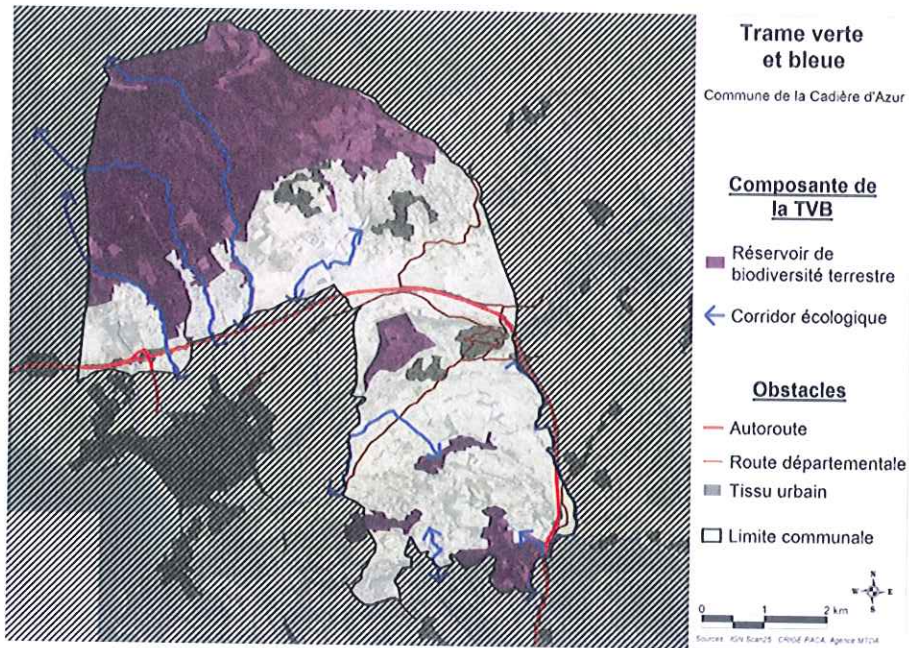 Trame verte
et bleue
Commune de la Cadière d'Azur
Composante de
la TVB
Réservoir de
biodiversité terrestre
Corridor écologique
Obstacles
Autoroute
Route départementale
Tissu urbain
Limite communale
N
W E
S
0 1 2 km
Sources : IGN Scan25, CRIGE PACA, Agence MTDA